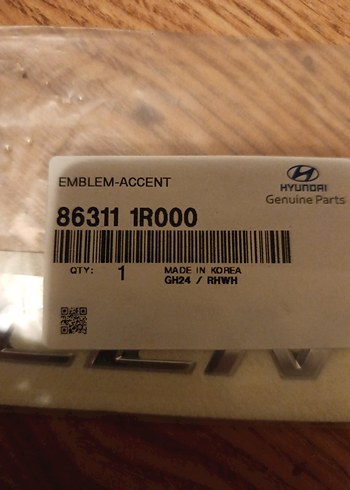 EMBLEM-ACCENT
HYUNDAI
Genuine Parts
86311 1R000
QTY: 1 MADE IN KOREA
GH24 / RHWH